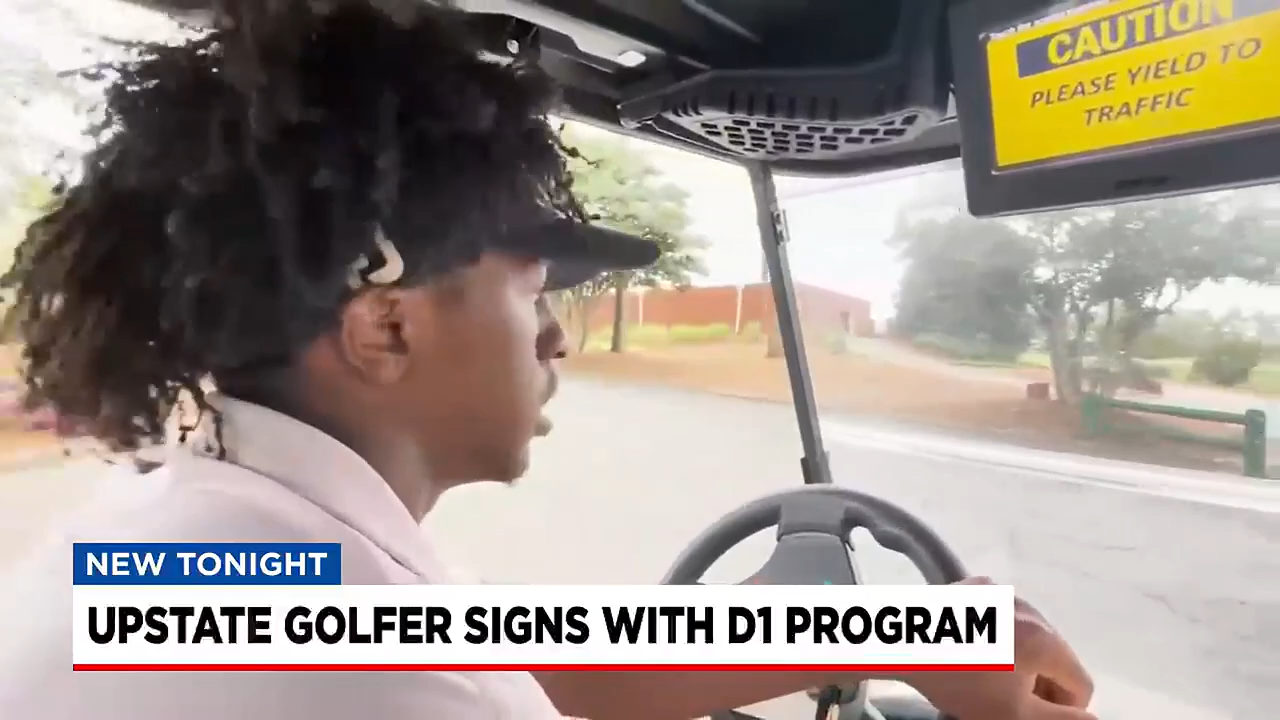 CAUTION
PLEASE YIELD TO
TRAFFIC
NEW TONIGHT
UPSTATE GOLFER SIGNS WITH D1 PROGRAM